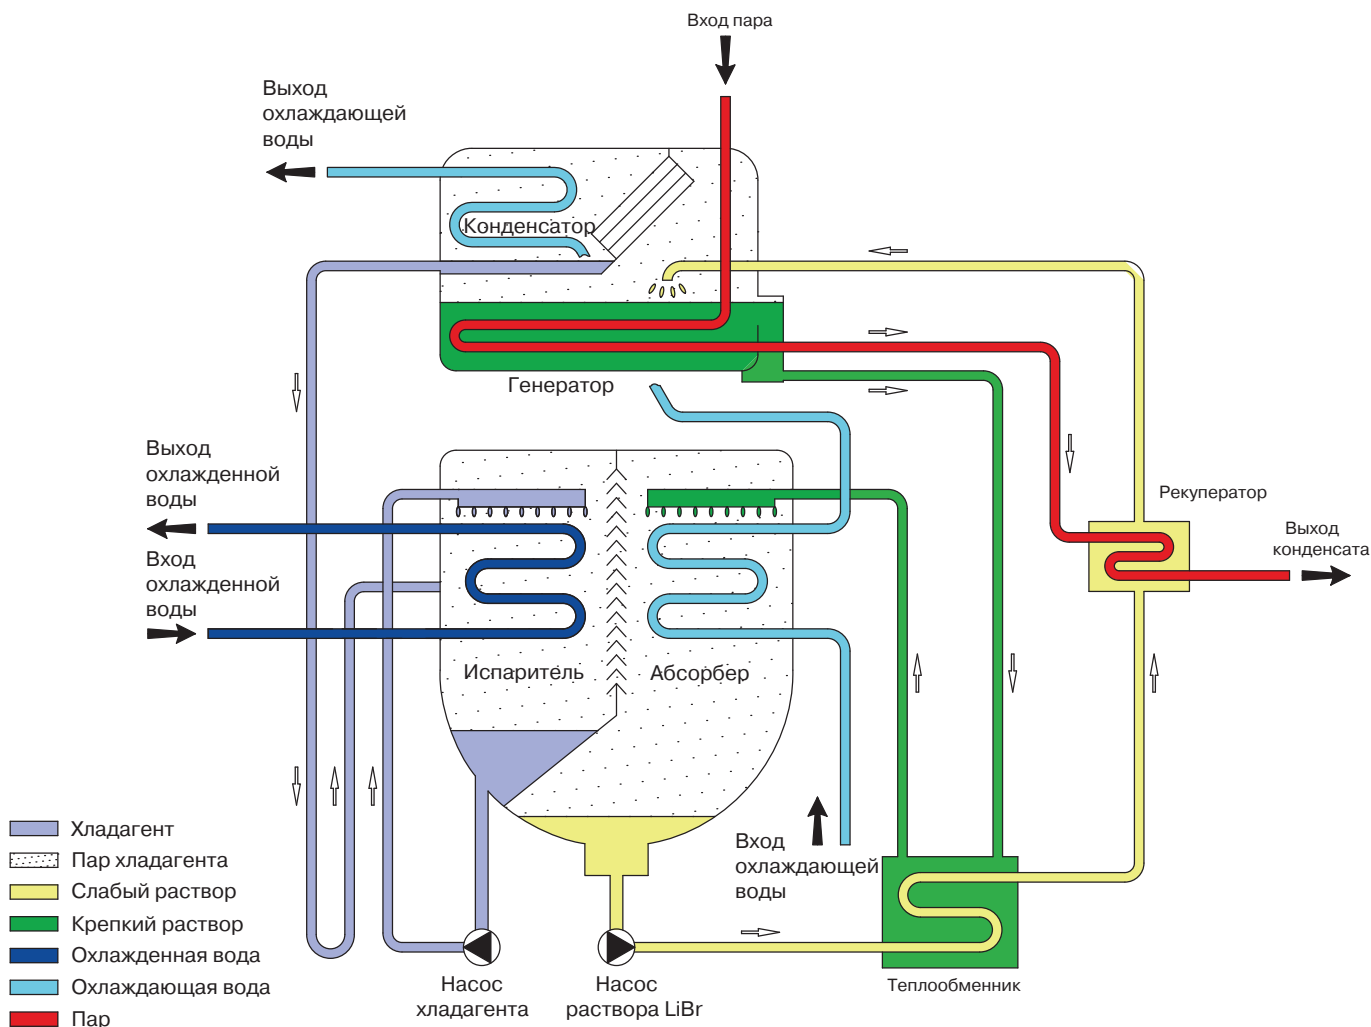 Вход пара
Выход
охлаждающей
воды
Конденсатор
Генератор
Выход
охлажденной
воды
Вход
охлажденной
воды
Рекуператор
Выход
конденсата
Испаритель
Абсорбер
Вход
охлаждающей
воды
Хладагент
Пар хладагента
Слабый раствор
Крепкий раствор
Охлажденная вода
Охлаждающая вода
Пар
Насос
хладагента
Насос
раствора LiBr
Теплообменник